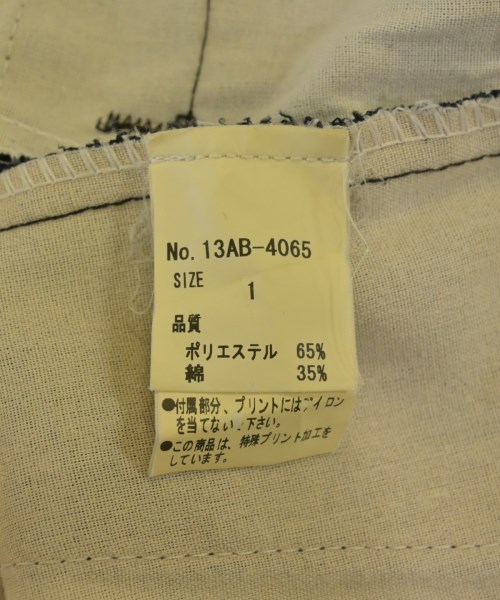 No. 13AB-4065
SIZE
1
品質
ポリエステル 65%
綿 35%
●付属部分、プリントにはアイロン
を当てない下さい。
●この商品は、特殊プリント加工を
しています。